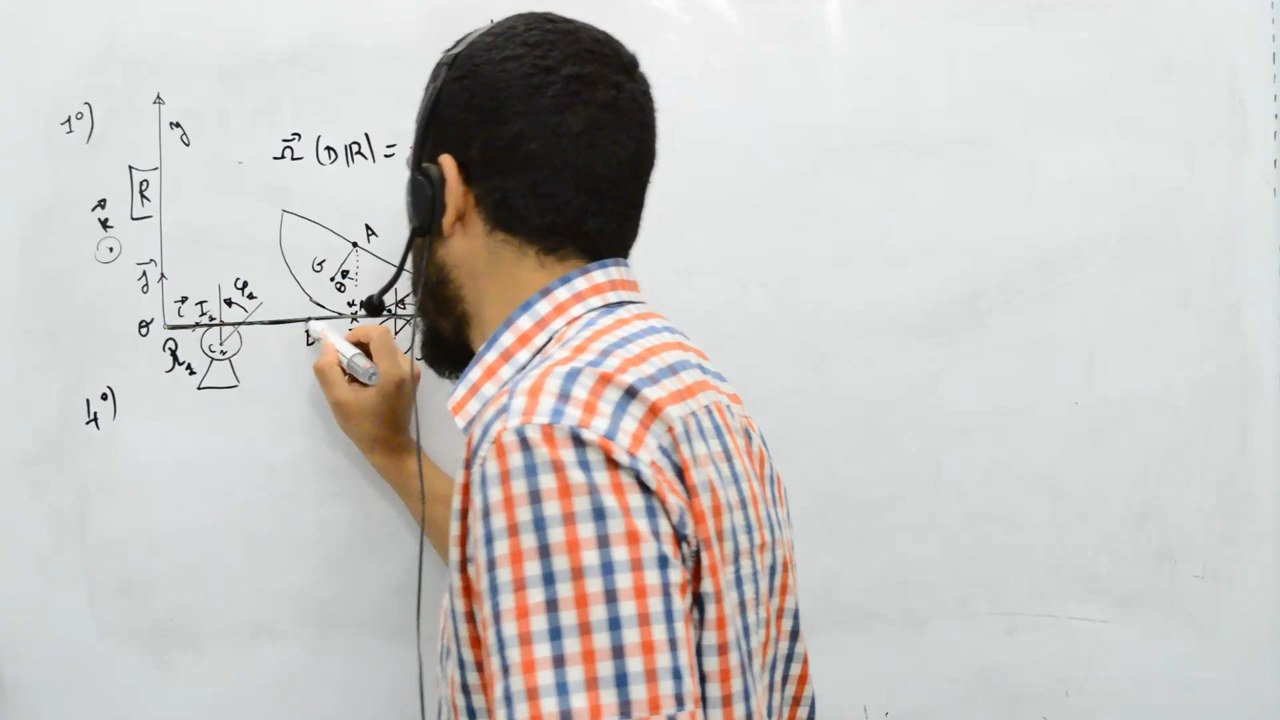 1°)
y
Ω⃗ (D/R) =
R
k⃗
A
G
θ
j⃗
i⃗
I₁
φ₁
O
C₁
R₁
4°)